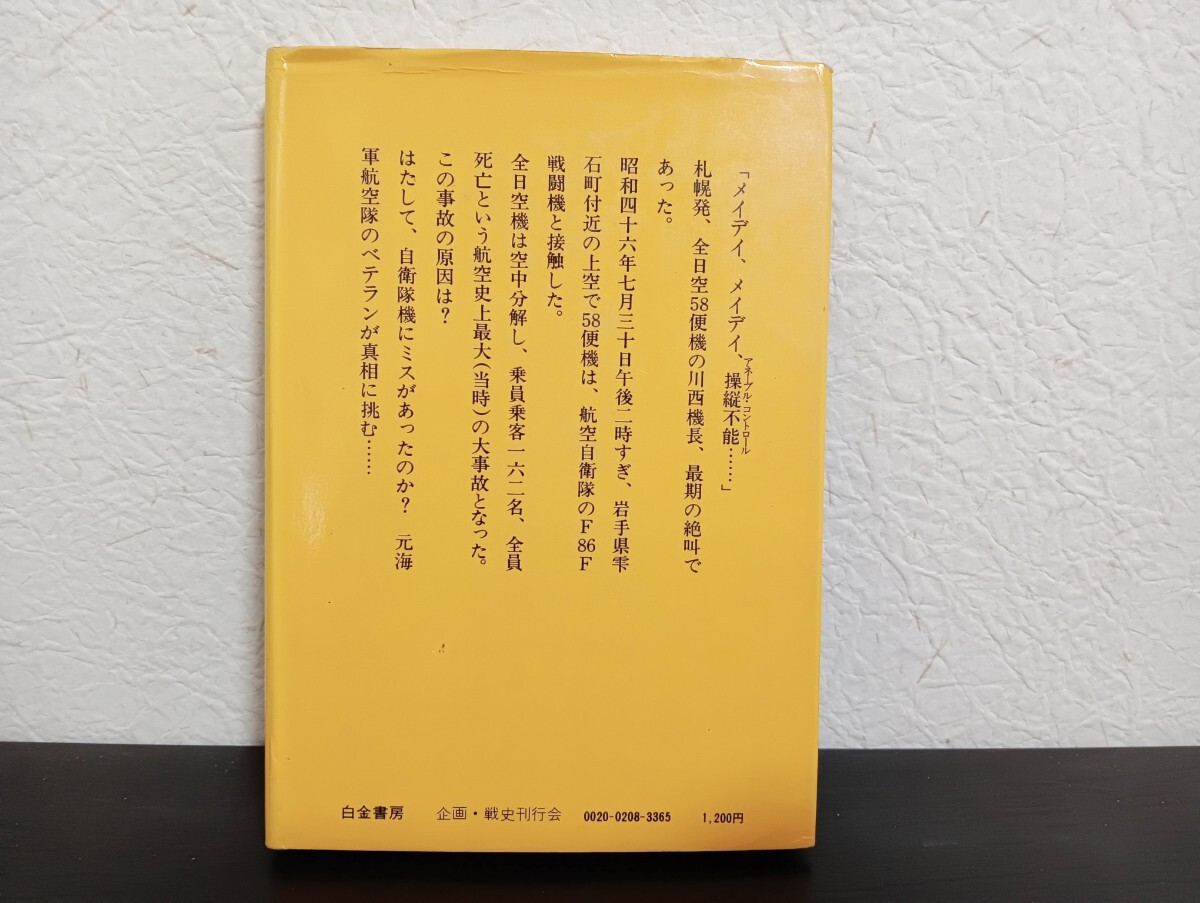 「メイデイ、メイデイ、操縦不能……」
アネーブル・コントロール
札幌発、全日空58便機の川西機長、最期の絶叫で
あった。
昭和四十六年七月三十日午後二時すぎ、岩手県雫
石町付近の上空で58便機は、航空自衛隊のF86F
戦闘機と接触した。
全日空機は空中分解し、乗員乗客一六二名、全員
死亡という航空史上最大(当時)の大事故となった。
この事故の原因は?
はたして、自衛隊機にミスがあったのか? 元海
軍航空隊のベテランが真相に挑む……
白金書房 企画・戦史刊行会 0020-0208-3365 1,200円